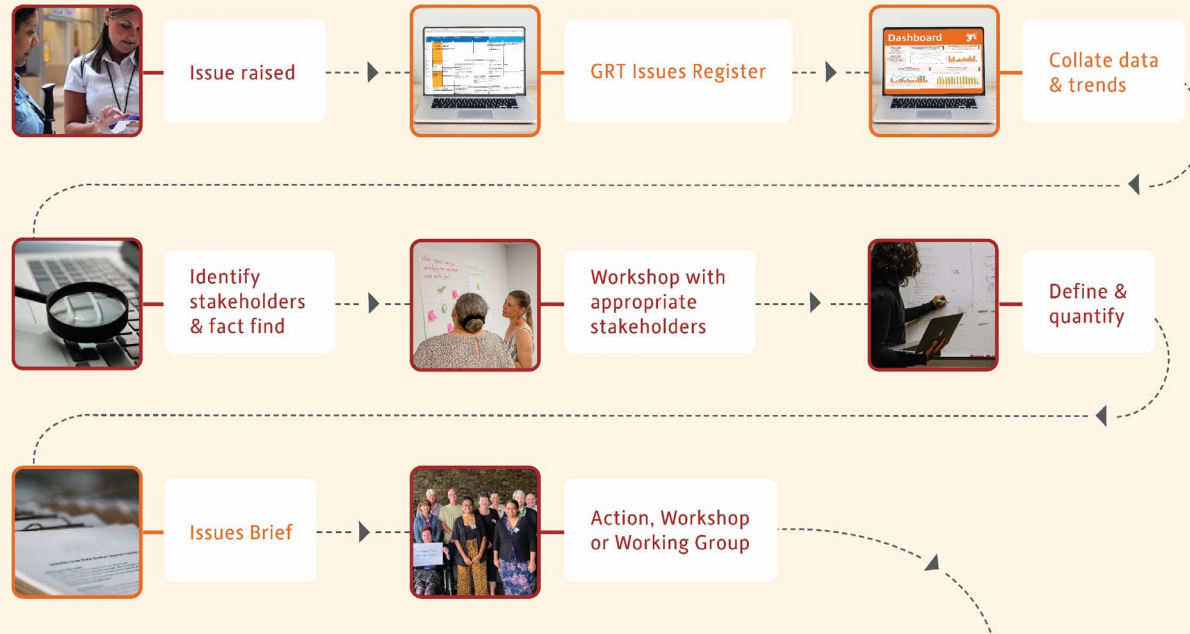 Issue raised
GRT Issues Register
Dashboard
Collate data
& trends
Identify
stakeholders
& fact find
Workshop with
appropriate
stakeholders
Define &
quantify
Issues Brief
Action, Workshop
or Working Group